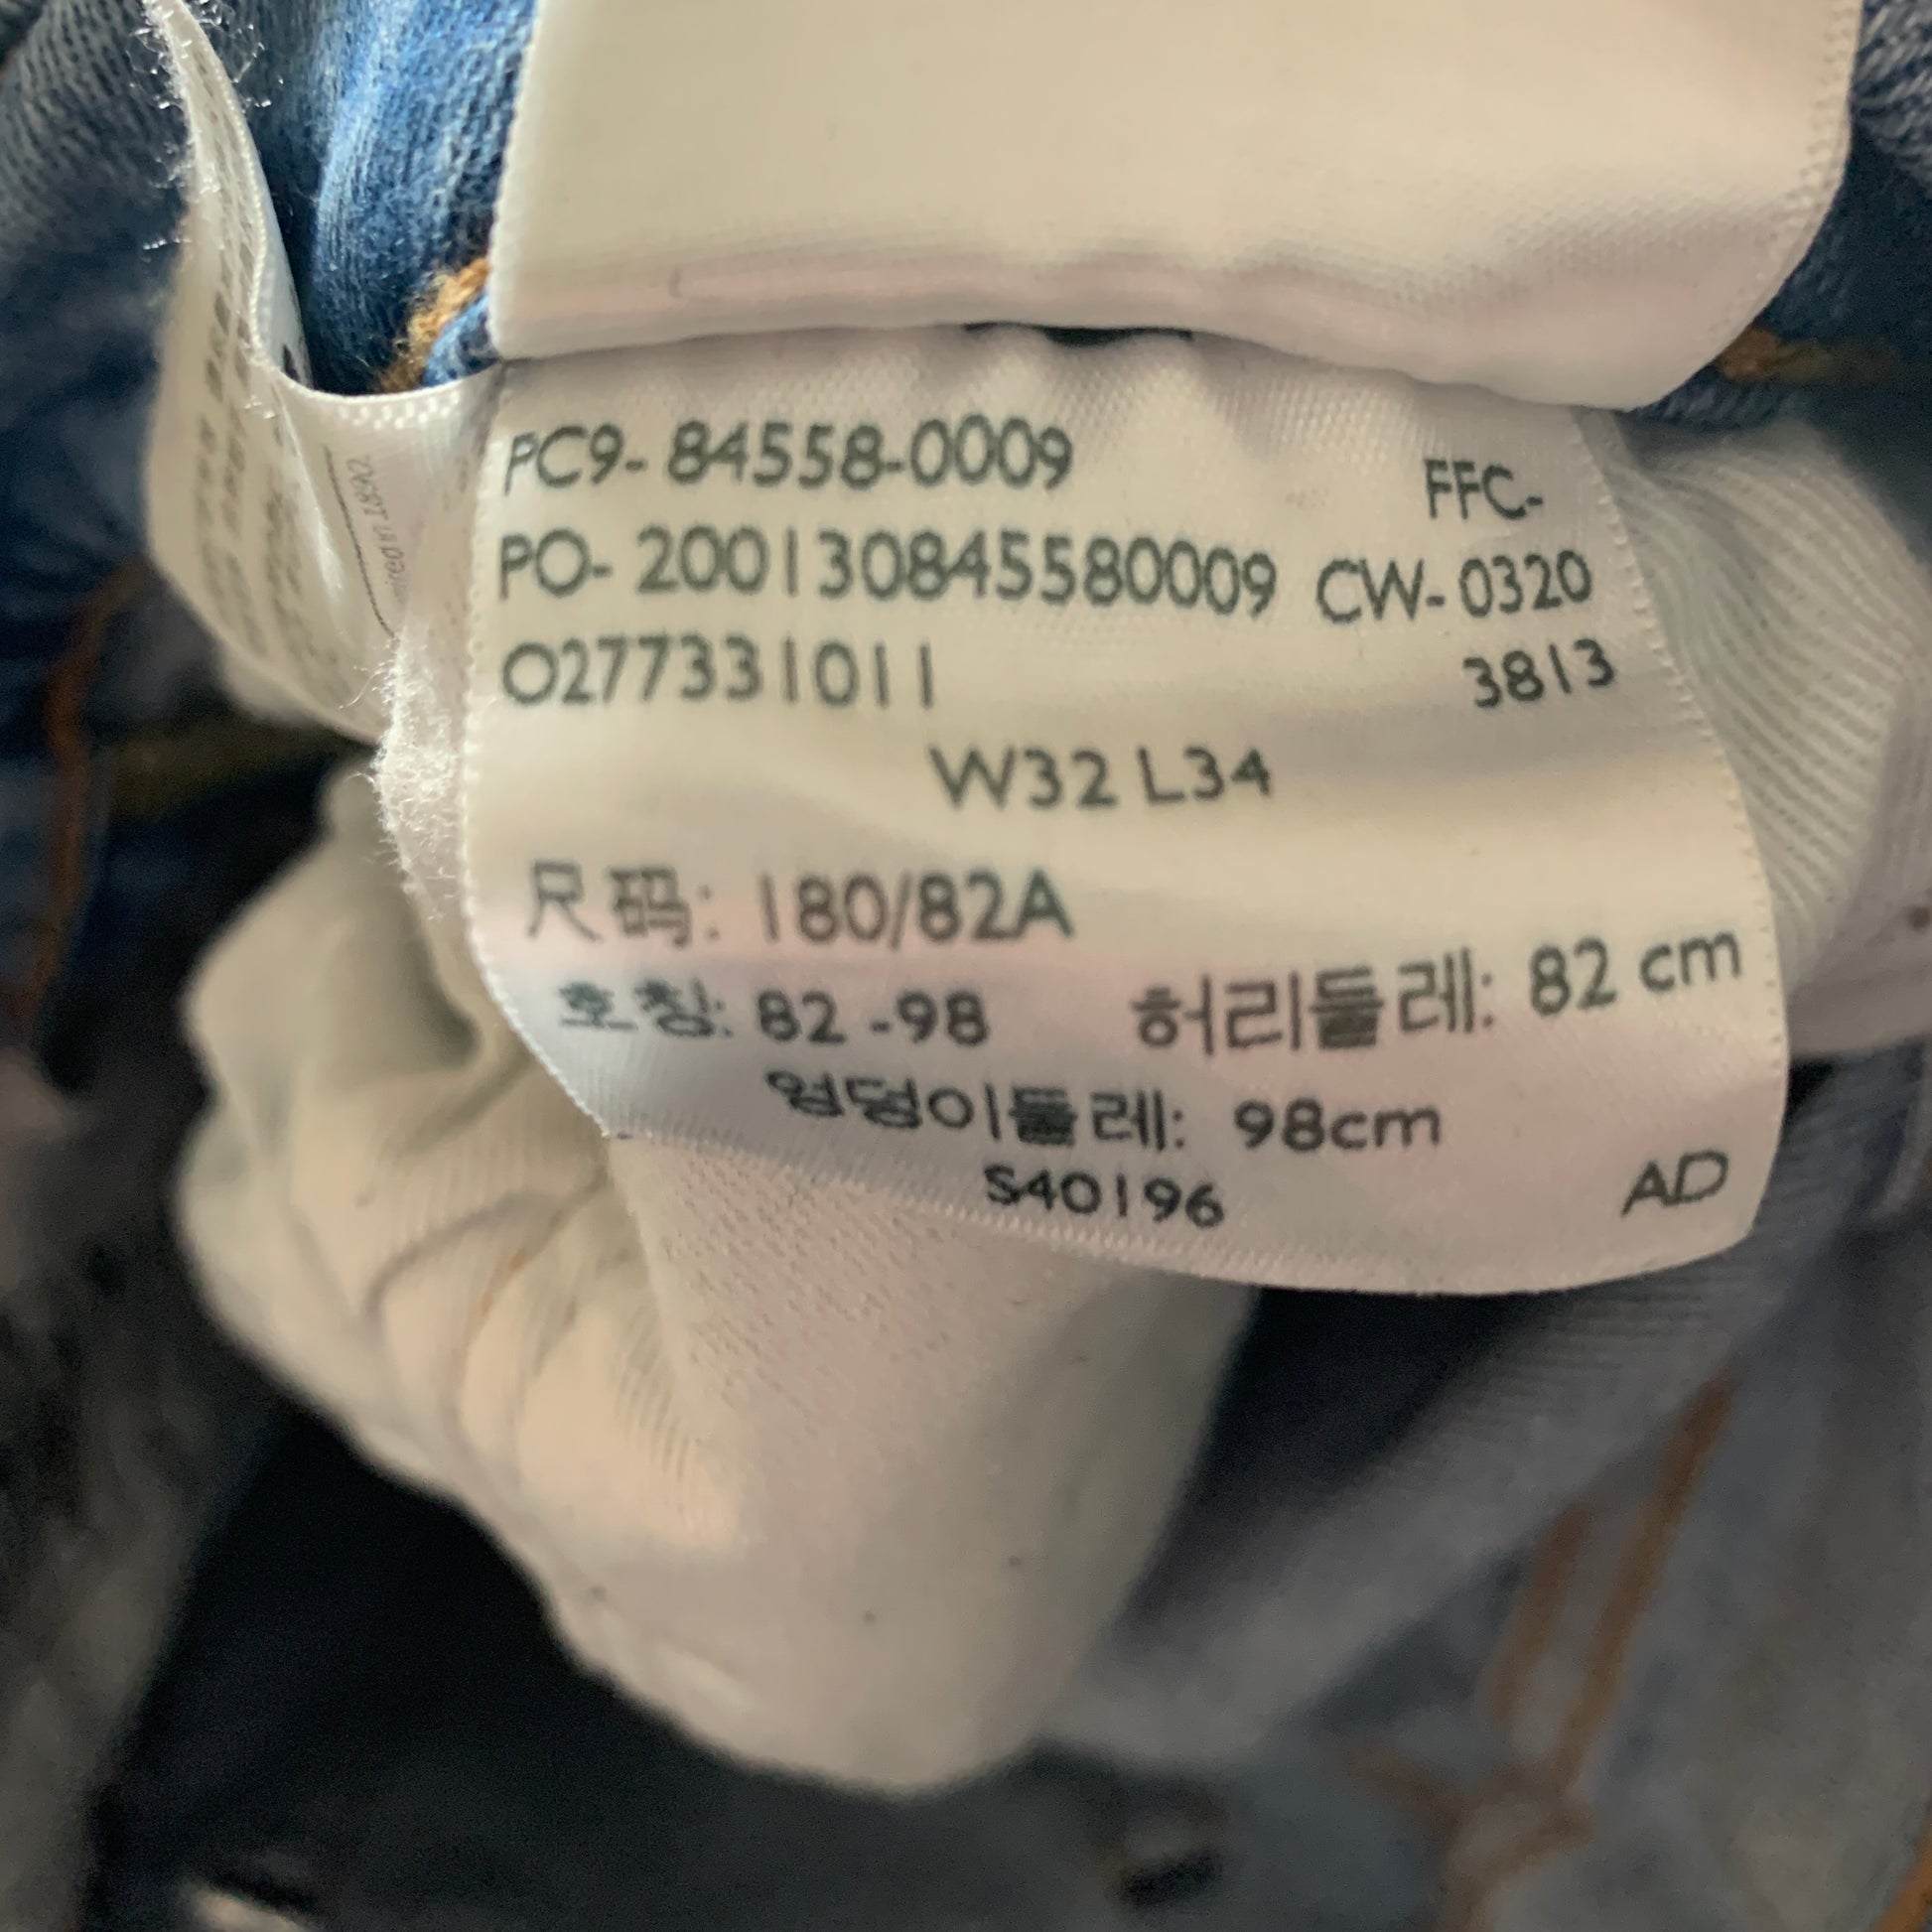 PC9- 84558-0009
FFC-
PO- 200130845580009 CW- 0320
O277331011
3813
W32 L34
尺码: 180/82A
호칭: 82 -98 허리둘레: 82 cm
엉덩이둘레: 98cm
S40196
AD